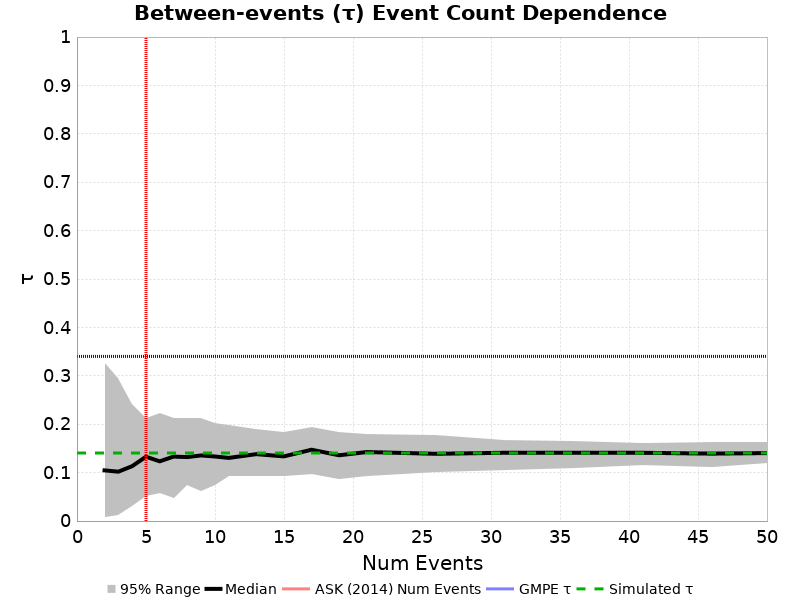 Between-events (τ) Event Count Dependence
1
0.9
0.8
0.7
0.6
0.5
0.4
0.3
0.2
0.1
0
τ
0 5 10 15 20 25 30 35 40 45 50
Num Events
95% Range Median ASK (2014) Num Events GMPE τ Simulated τ